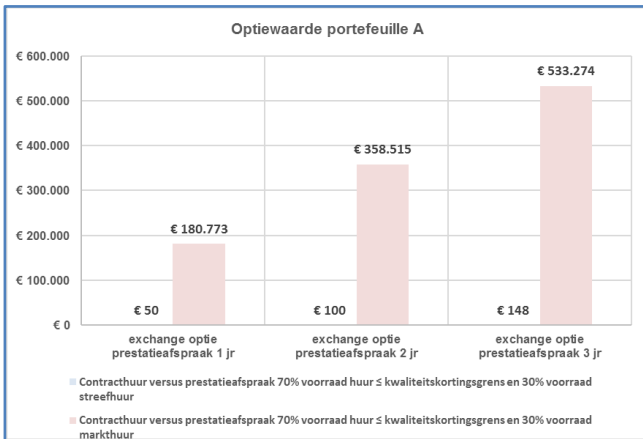 Optiewaarde portefeuille A
€ 600.000
€ 500.000
€ 400.000
€ 300.000
€ 200.000
€ 100.000
€ 0
€ 50
€ 180.773
€ 100
€ 358.515
€ 148
€ 533.274
exchange optie
prestatieafspraak 1 jr
exchange optie
prestatieafspraak 2 jr
exchange optie
prestatieafspraak 3 jr
Contracthuur versus prestatieafspraak 70% voorraad huur ≤ kwaliteitskortingsgrens en 30% voorraad
streefhuur
Contracthuur versus prestatieafspraak 70% voorraad huur ≤ kwaliteitskortingsgrens en 30% voorraad
markthuur